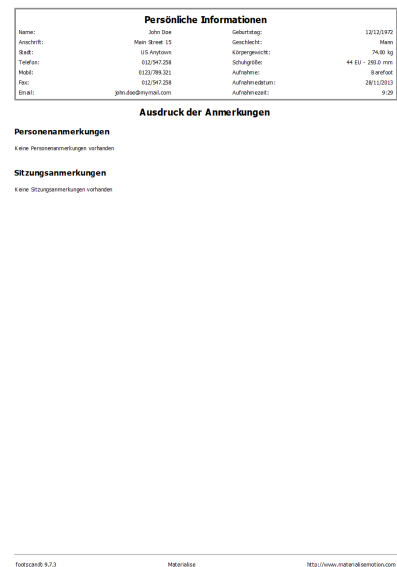 Persönliche Informationen
Name: John Doe Geburtstag: 12/12/1972
Anschrift: Main Street 15 Geschlecht: Mann
Stadt: US Anytown Körpergewicht: 74.00 kg
Telefon: 012/547.258 Schuhgröße: 44 EU - 293.0 mm
Mobil: 0123/789.321 Aufnahme: Barefoot
Fax: 012/547.258 Aufnahmedatum: 28/11/2013
Email: john.doe@mymail.com Aufnahmezeit: 9:29
Ausdruck der Anmerkungen
Personenanmerkungen
Keine Personenanmerkungen vorhanden
Sitzungsanmerkungen
Keine Sitzungsanmerkungen vorhanden
footscan® 9.7.3 Materialise http://www.materialisemotion.com